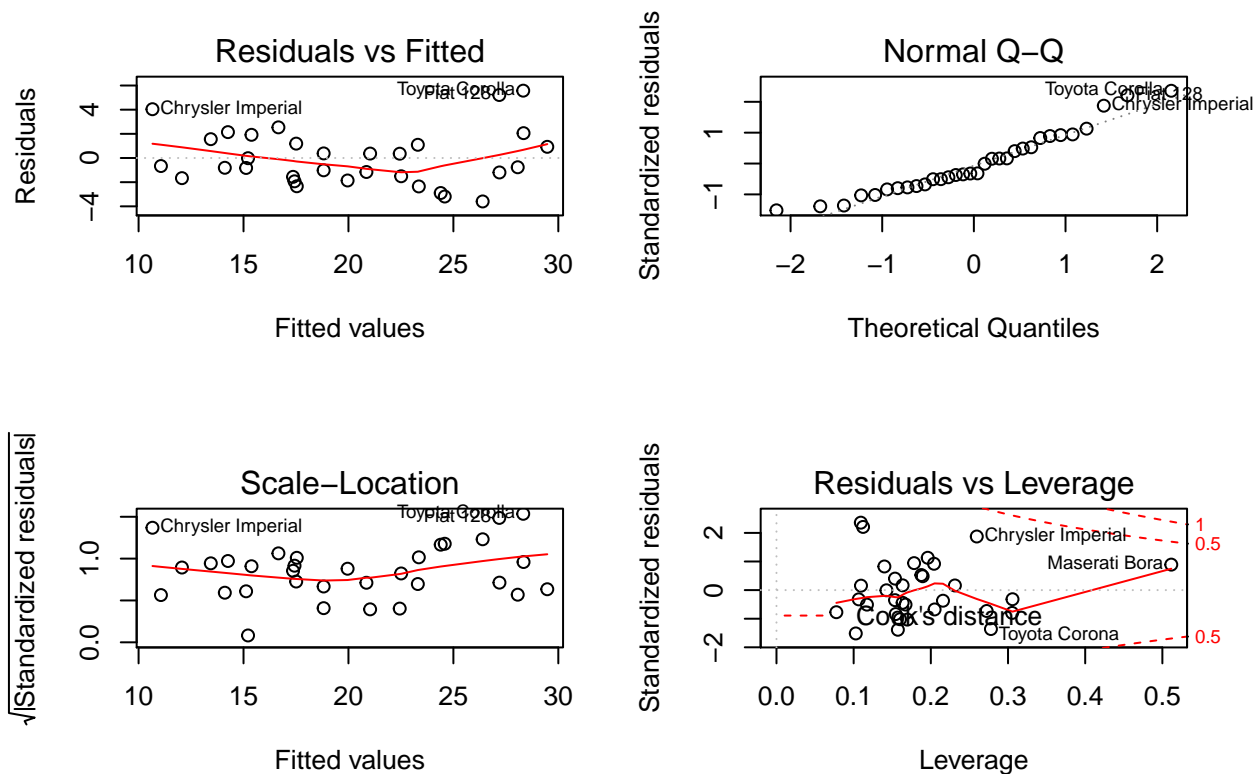 Residuals vs Fitted
Residuals
4
0
−4
Toyota Corolla
Fiat 128
Chrysler Imperial
10 15 20 25 30
Fitted values
Normal Q−Q
Standardized residuals
1
−1
Toyota Corolla
Fiat 128
Chrysler Imperial
−2 −1 0 1 2
Theoretical Quantiles
Scale−Location
√|Standardized residuals|
1.0
0.0
Toyota Corolla
Fiat 128
Chrysler Imperial
10 15 20 25 30
Fitted values
Residuals vs Leverage
Standardized residuals
2
0
−2
1
0.5
Chrysler Imperial
Maserati Bora
Cook's distance
Toyota Corona
0.5
0.0 0.1 0.2 0.3 0.4 0.5
Leverage